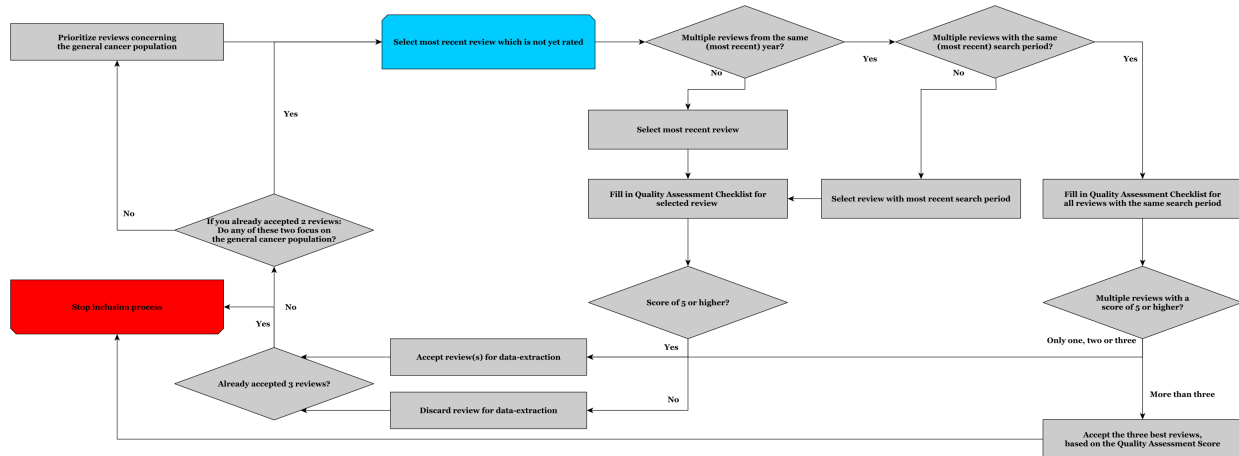 Prioritize reviews concerning
the general cancer population
Select most recent review which is not yet rated
Multiple reviews from the same
(most recent) year?
Multiple reviews with the same
(most recent) search period?
No
Yes
No
Yes
Yes
Select most recent review
Fill in Quality Assessment Checklist for
selected review
Select review with most recent search period
Fill in Quality Assessment Checklist for
all reviews with the same search period
No
If you already accepted 2 reviews:
Do any of these two focus on
the general cancer population?
Stop inclusion process
No
Yes
Score of 5 or higher?
Multiple reviews with a
score of 5 or higher?
Only one, two or three
Accept review(s) for data-extraction
Yes
Already accepted 3 reviews?
Discard review for data-extraction
No
More than three
Accept the three best reviews,
based on the Quality Assessment Score